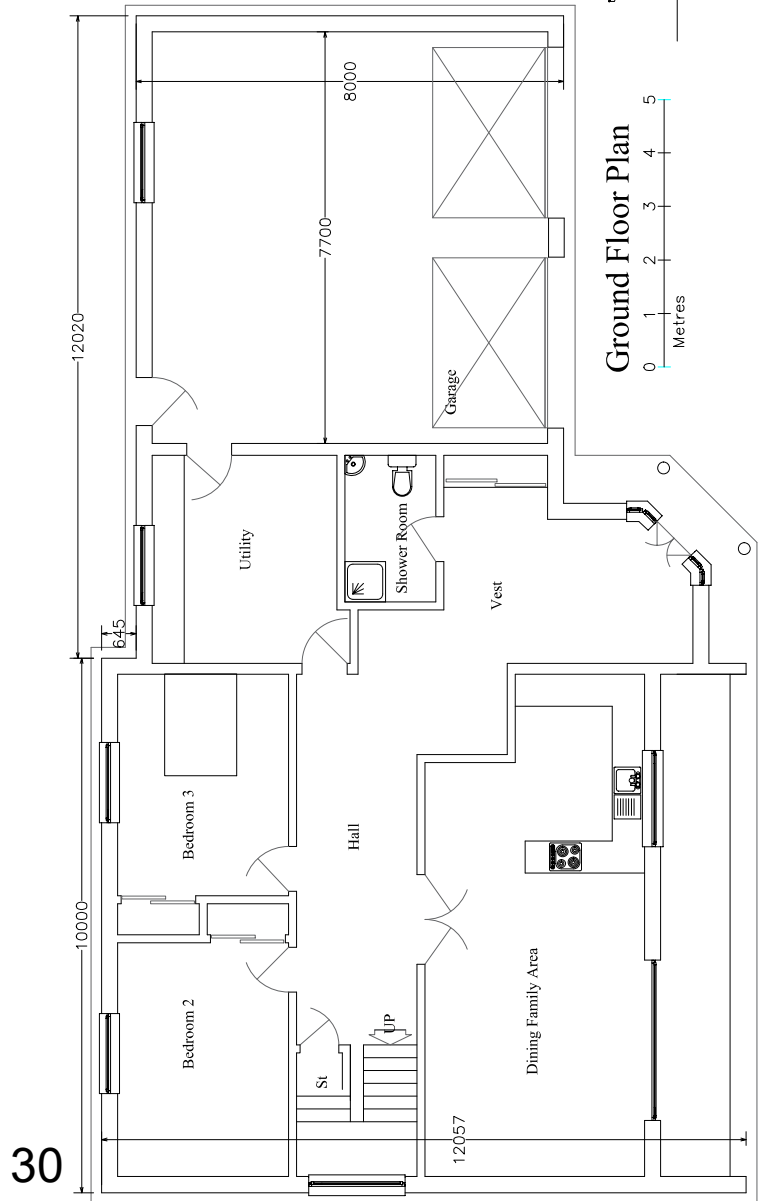 12020
8000
7700
Garage
Ground Floor Plan
0 1 2 3 4 5
Metres
Utility
Shower Room
Vest
645
10000
Bedroom 3
Bedroom 2
Hall
St
UP
Dining Family Area
12057
30